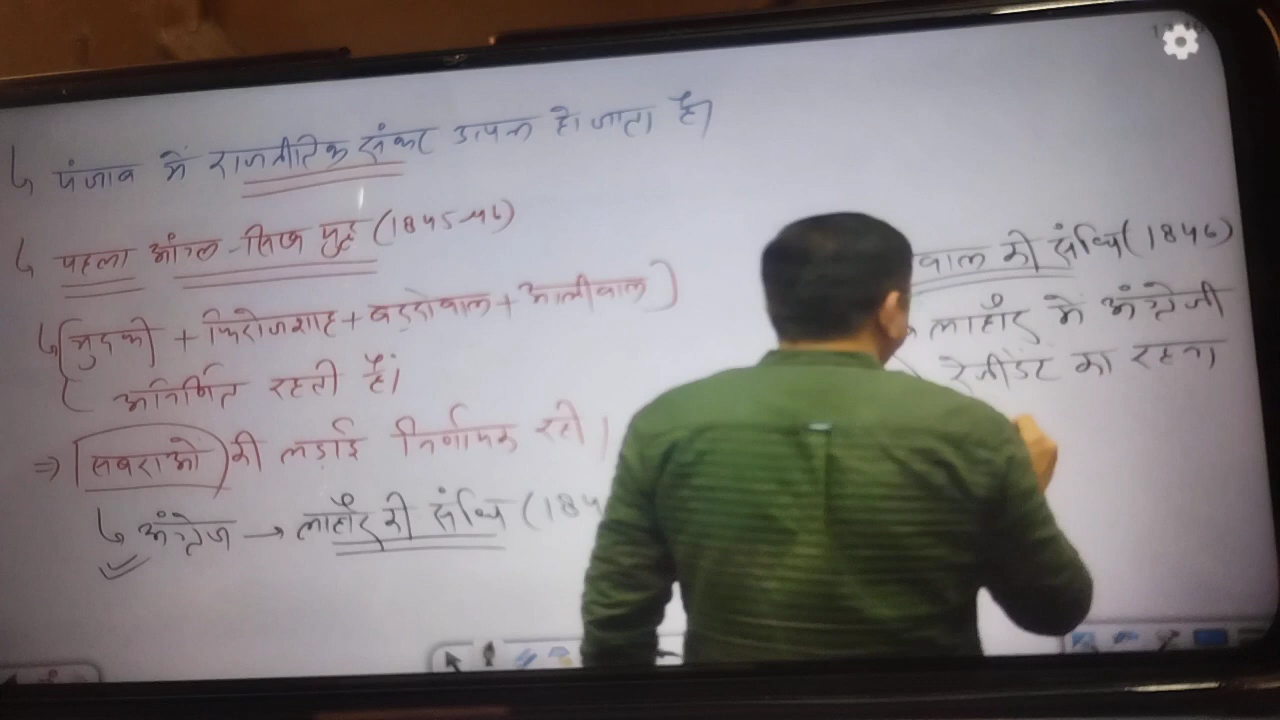 पंजाब में राजनीतिक संकट उत्पन्न हो जाता है।
पहला आंग्ल-सिख युद्ध (1845-46)
(मुदकी + फिरोजशाह + बद्दोवाल + आलीवाल)
अनिर्णित रहती हैं।
⇒ सबराओं की लड़ाई निर्णायक रही।
अंग्रेज → लाहौर की संधि (184
वाल की संधि (1846)
लाहौर में अंग्रेजी
रेजीडेंट का रहना